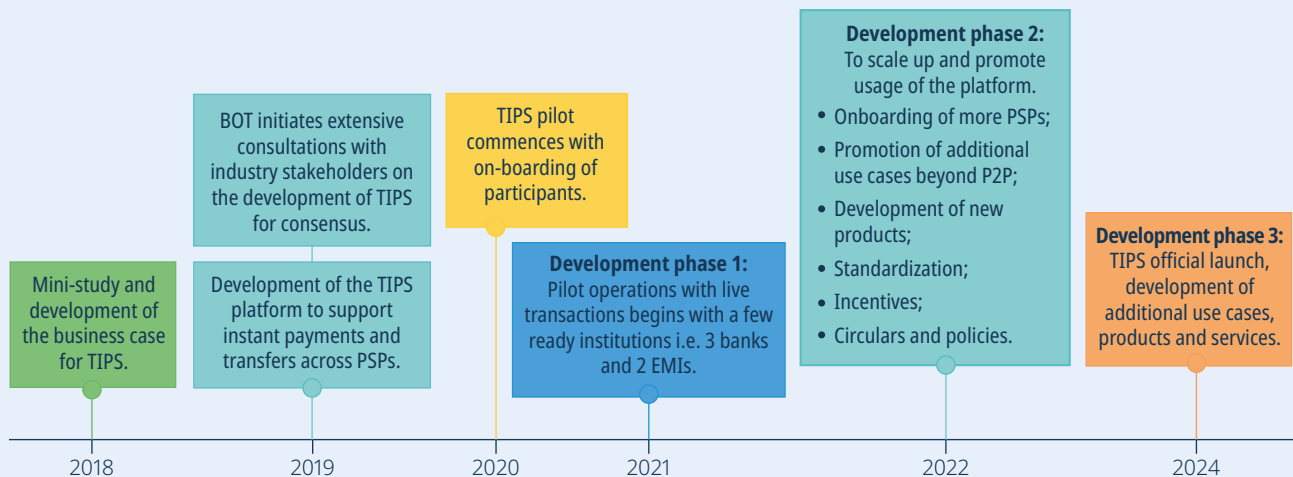 Mini-study and
development of
the business case
for TIPS.
BOT initiates extensive
consultations with
industry stakeholders on
the development of TIPS
for consensus.
Development of the TIPS
platform to support
instant payments and
transfers across PSPs.
TIPS pilot
commences with
on-boarding of
participants.
Development phase 1:
Pilot operations with live
transactions begins with a few
ready institutions i.e. 3 banks
and 2 EMIs.
Development phase 2:
To scale up and promote
usage of the platform.
• Onboarding of more PSPs;
• Promotion of additional
use cases beyond P2P;
• Development of new
products;
• Standardization;
• Incentives;
• Circulars and policies.
Development phase 3:
TIPS official launch,
development of
additional use cases,
products and services.
2018
2019
2020
2021
2022
2024